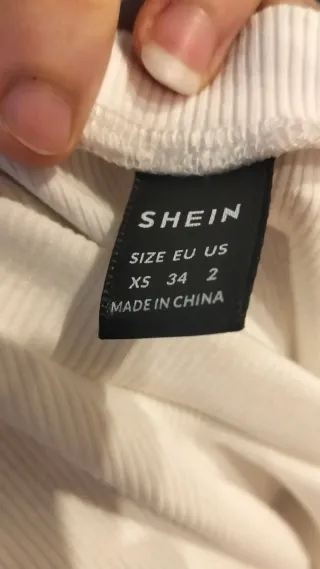 SHEIN
SIZE EU US
XS 34 2
MADE IN CHINA